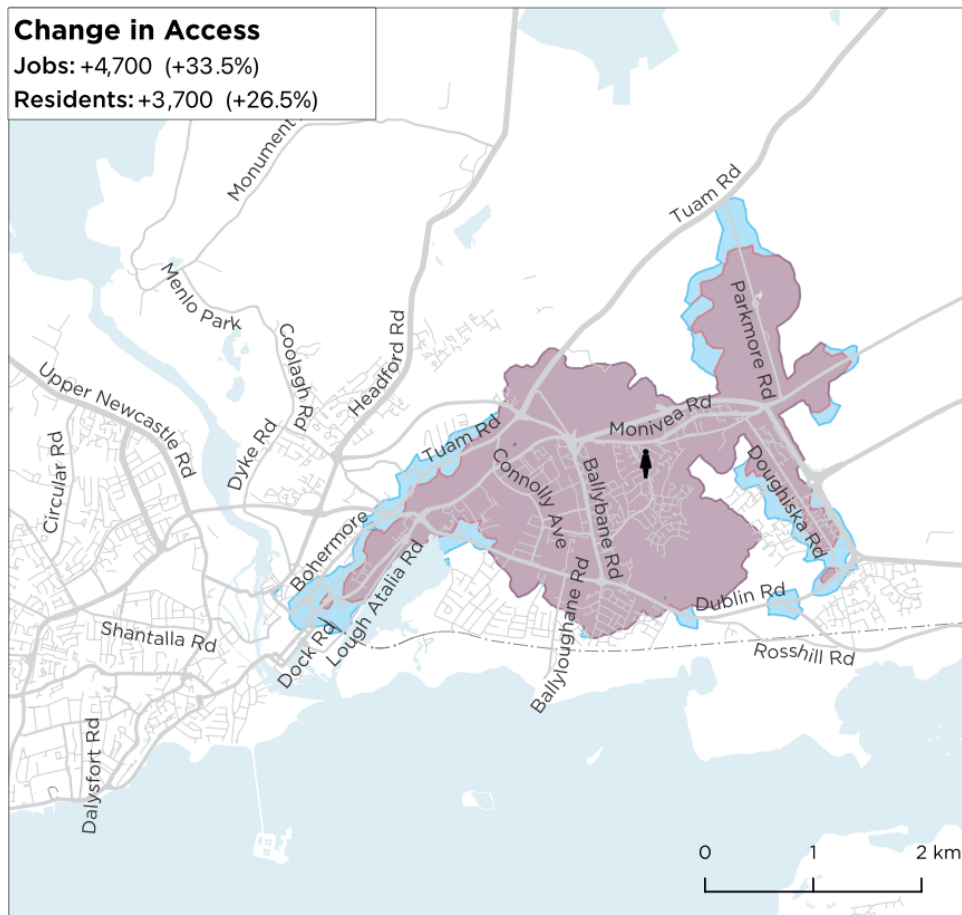 Change in Access
Jobs: +4,700 (+33.5%)
Residents: +3,700 (+26.5%)
Monument
Tuam Rd
Menlo Park
Coolagh Rd
Headford Rd
Parkmore Rd
Upper Newcastle Rd
Circular Rd
Dyke Rd
Tuam Rd
Monivea Rd
Connolly Ave
Ballybane Rd
Doughiska Rd
Bohermore
Lough Atalia Rd
Dock Rd
Shantalla Rd
Ballyloughane Rd
Dublin Rd
Rosshill Rd
Dalysfort Rd
0 1 2 km